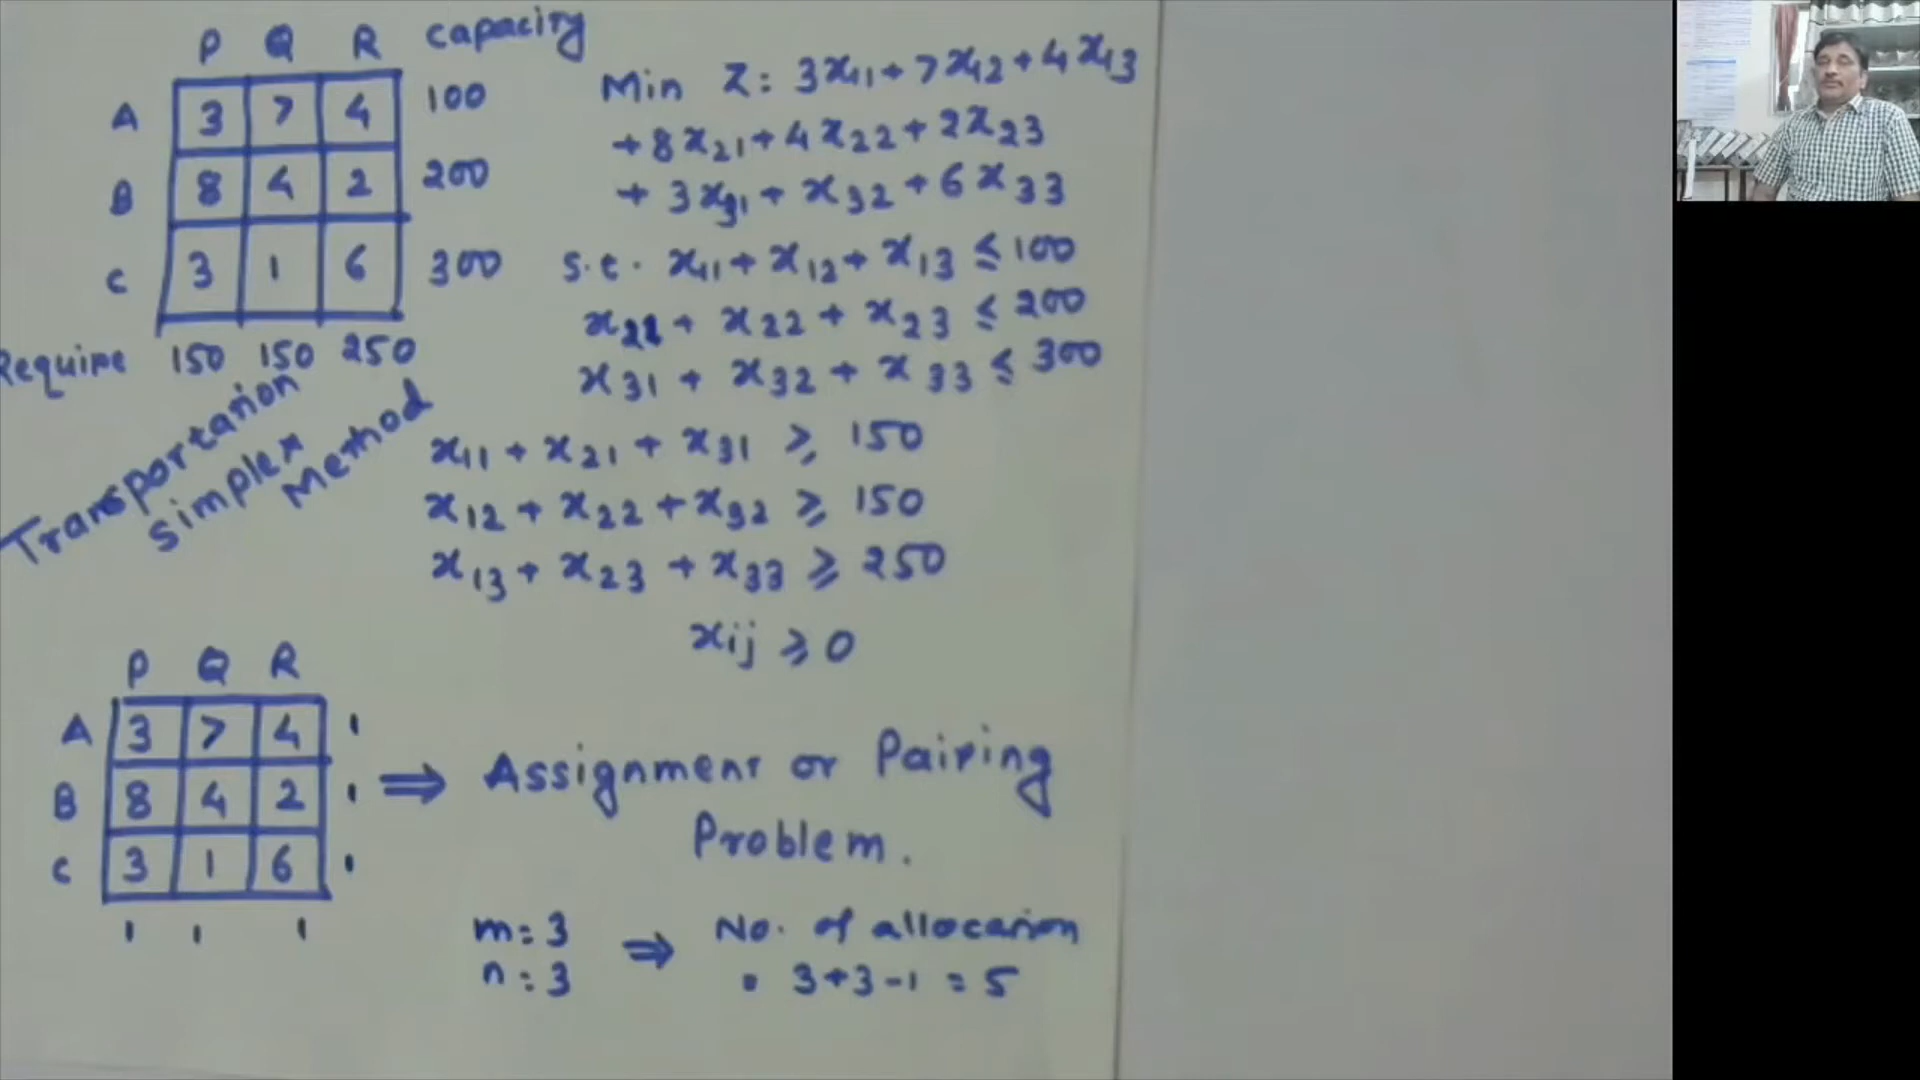 P Q R capacity
A 3 7 4 100
B 8 4 2 200
C 3 1 6 300
Require 150 150 250
Transportation
Simplex
Method
Min Z: 3x11 + 7x12 + 4x13
+ 8x21 + 4x22 + 2x23
+ 3x31 + x32 + 6x33
s.t. x11 + x12 + x13 ≤ 100
x21 + x22 + x23 ≤ 200
x31 + x32 + x33 ≤ 300
x11 + x21 + x31 ≥ 150
x12 + x22 + x32 ≥ 150
x13 + x23 + x33 ≥ 250
xij ≥ 0
P Q R
A 3 7 4 1
B 8 4 2 1
C 3 1 6 1
1 1 1
⇒ Assignment or Pairing
Problem.
m = 3
n = 3
⇒ No. of allocation
= 3+3-1 = 5